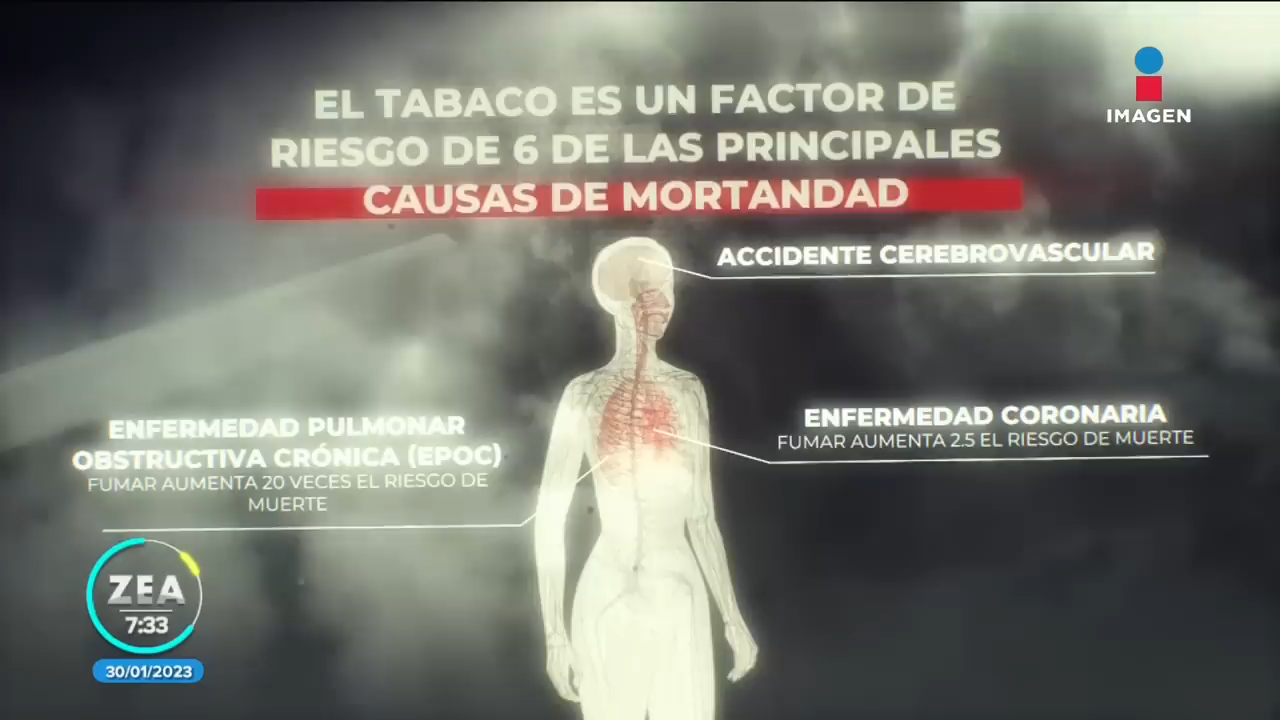 EL TABACO ES UN FACTOR DE
RIESGO DE 6 DE LAS PRINCIPALES
CAUSAS DE MORTANDAD
IMAGEN
ACCIDENTE CEREBROVASCULAR
ENFERMEDAD PULMONAR
OBSTRUCTIVA CRÓNICA (EPOC)
FUMAR AUMENTA 20 VECES EL RIESGO DE
MUERTE
ENFERMEDAD CORONARIA
FUMAR AUMENTA 2.5 EL RIESGO DE MUERTE
ZEA
7:33
30/01/2023